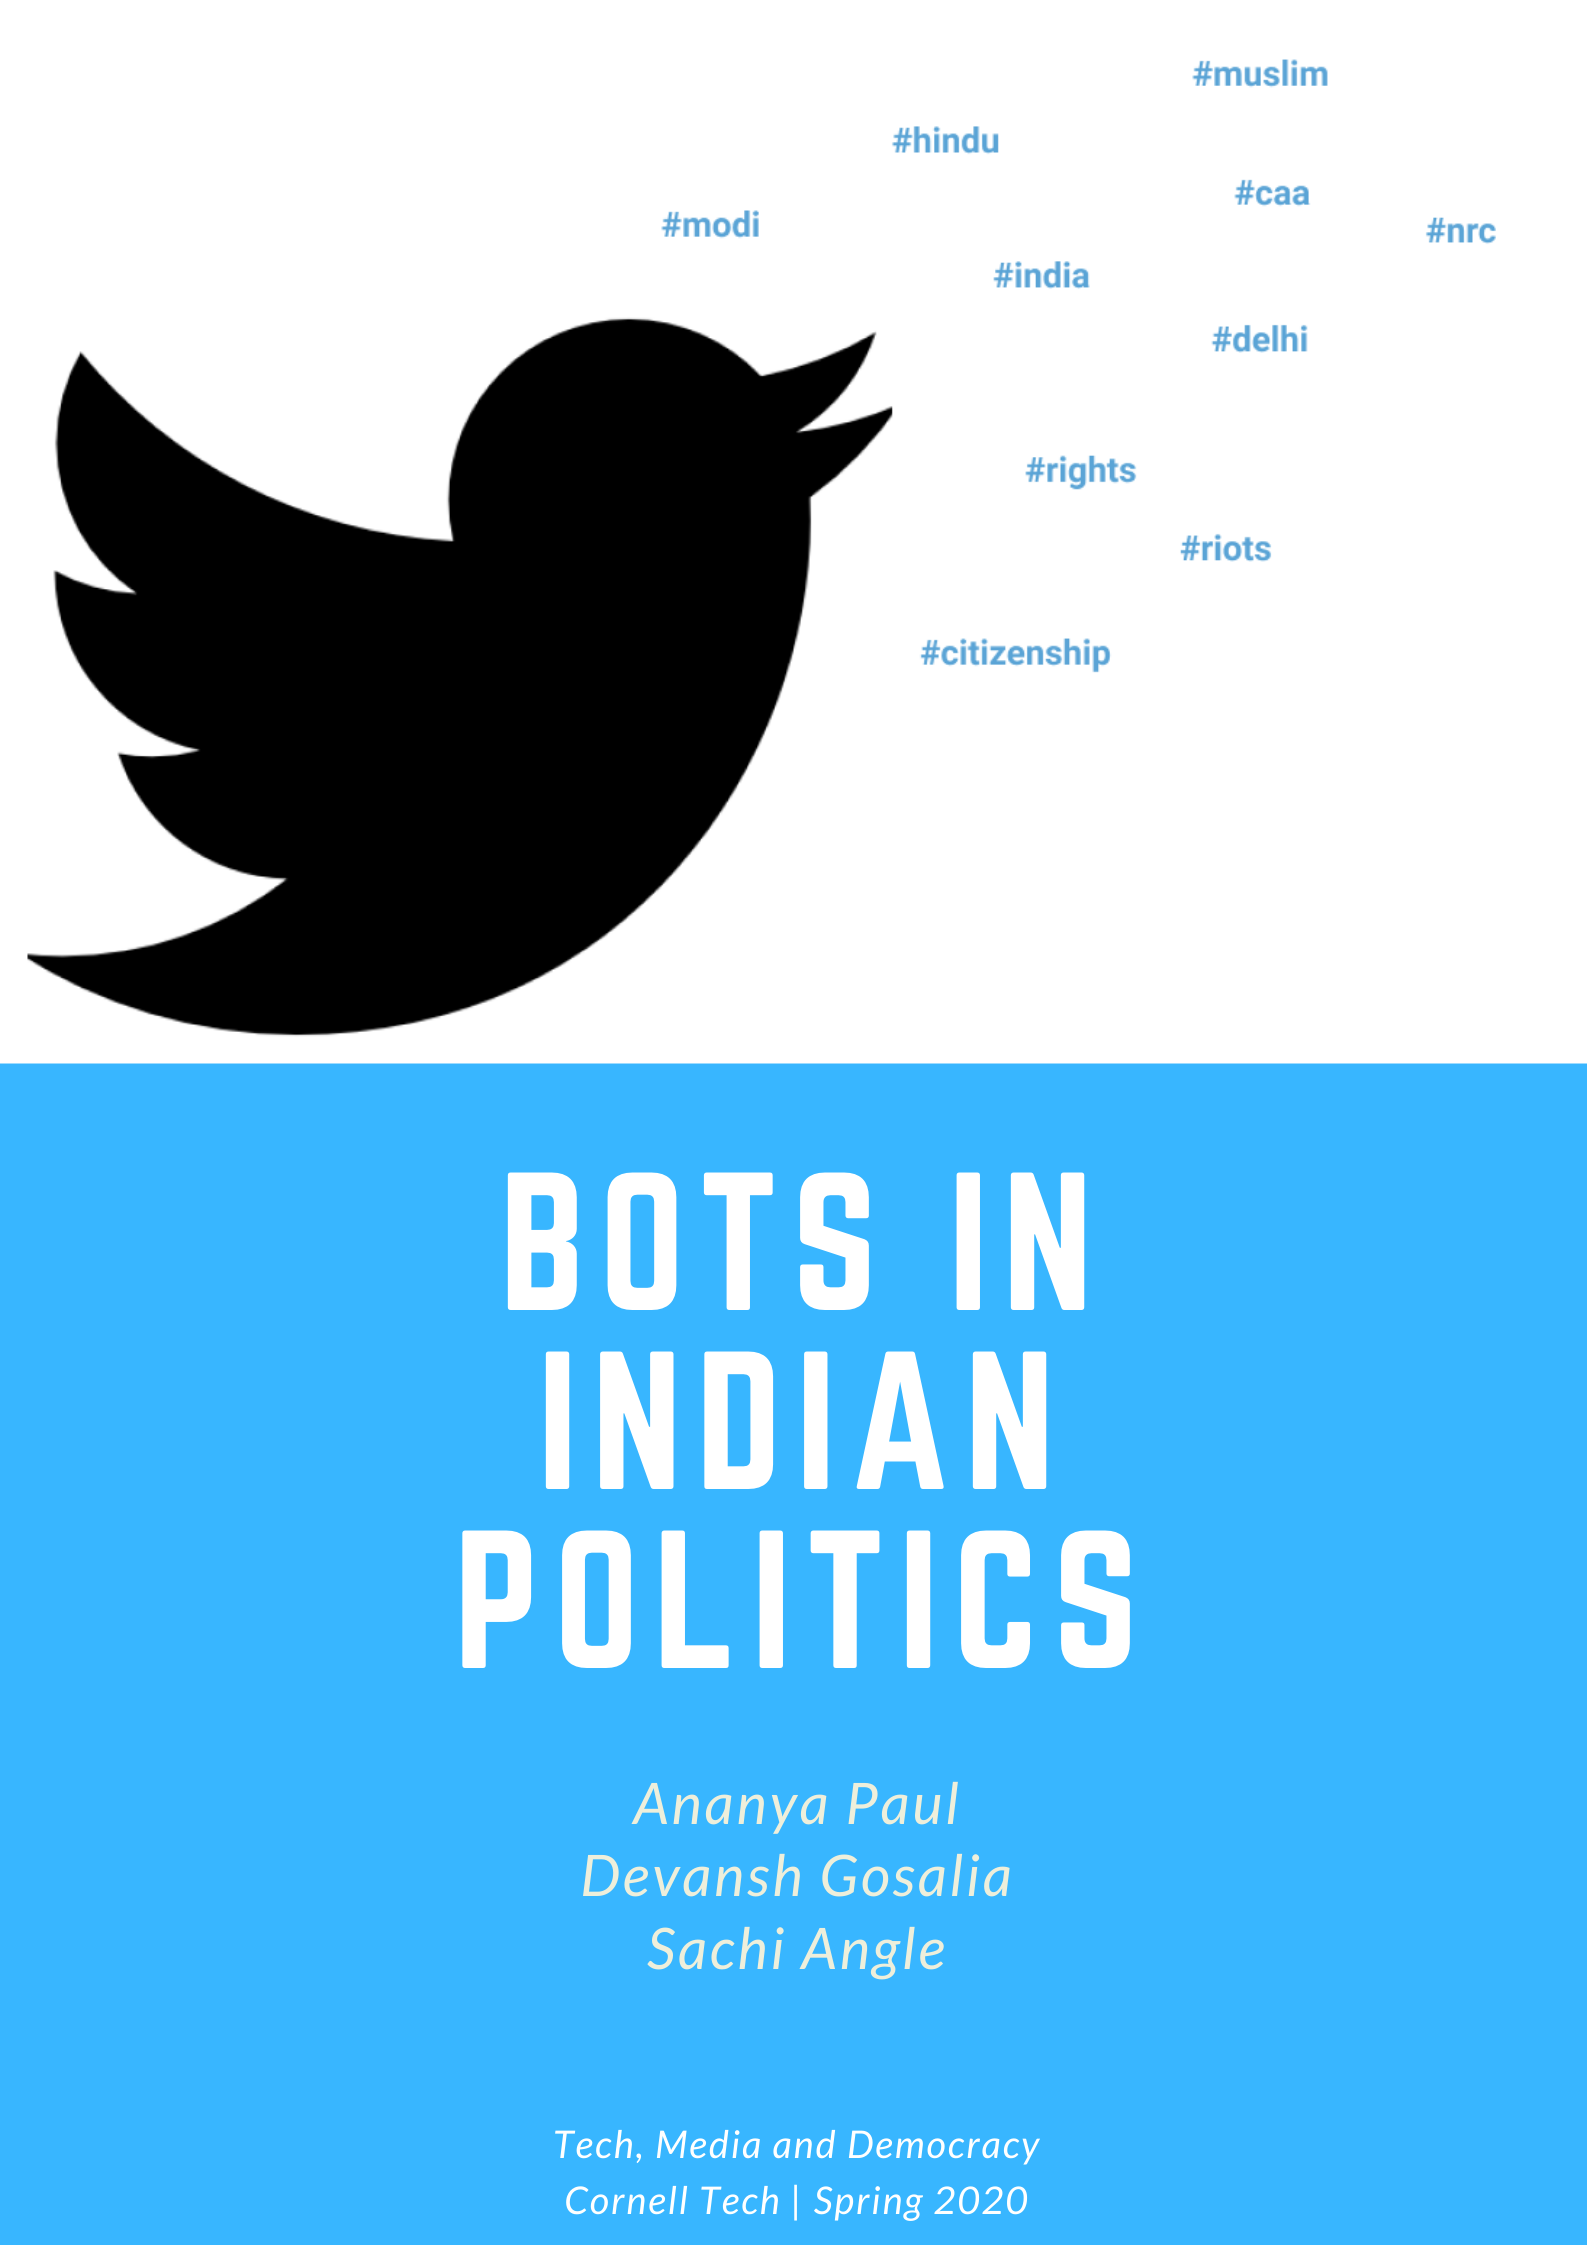 #muslim
#hindu
#caa
#modi
#nrc
#india
#delhi
#rights
#riots
#citizenship
BOTS IN
INDIAN
POLITICS
Ananya Paul
Devansh Gosalia
Sachi Angle
Tech, Media and Democracy
Cornell Tech | Spring 2020